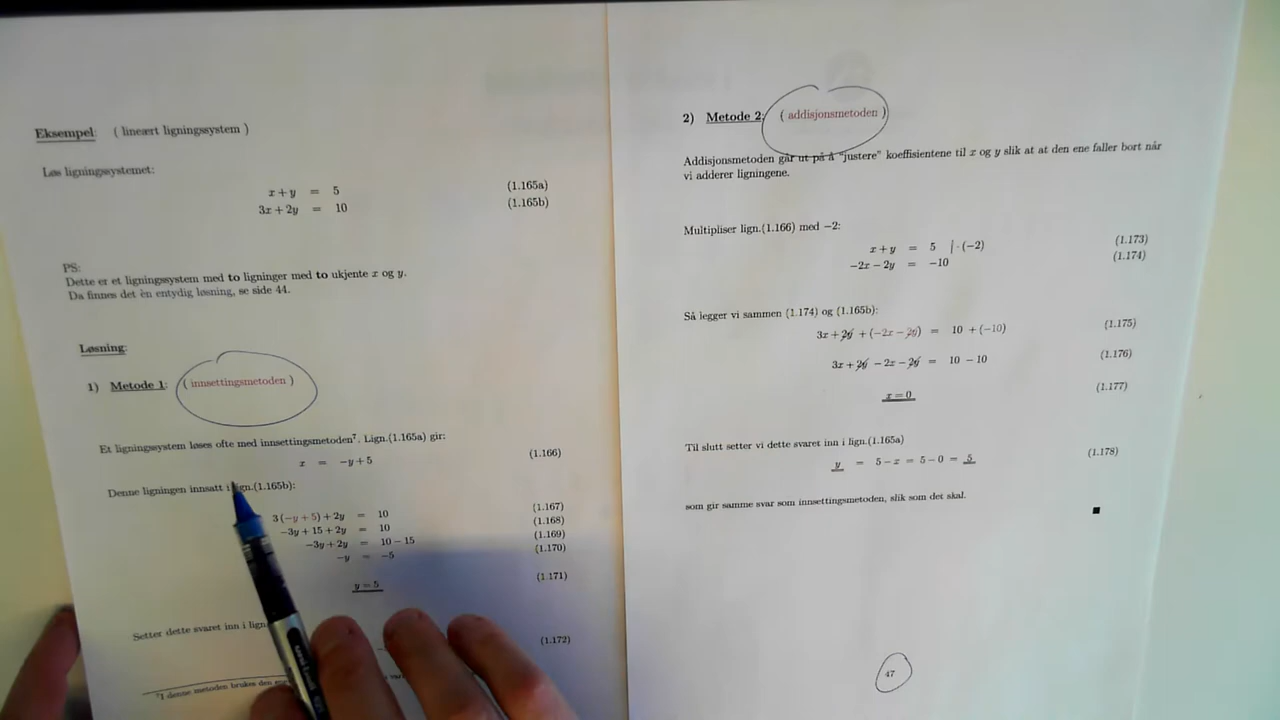 Eksempel: ( lineært ligningssystem )
Løs ligningssystemet:
x + y = 5 (1.165a)
3x + 2y = 10 (1.165b)
PS:
Dette er et ligningssystem med to ligninger med to ukjente x og y.
Da finnes det èn entydig løsning, se side 44.
Løsning:
1) Metode 1: ( innsettingsmetoden )
Et ligningssystem løses ofte med innsettingsmetoden⁷. Lign.(1.165a) gir:
x = −y + 5 (1.166)
Denne ligningen innsatt i lign.(1.165b):
3(−y + 5) + 2y = 10 (1.167)
−3y + 15 + 2y = 10 (1.168)
−3y + 2y = 10 − 15 (1.169)
−y = −5 (1.170)
y = 5 (1.171)
Setter dette svaret inn i lign.
(1.172)
⁷I denne metoden brukes den
2) Metode 2: ( addisjonsmetoden )
Addisjonsmetoden går ut på å "justere" koeffisientene til x og y slik at at den ene faller bort når
vi adderer ligningene.
Multipliser lign.(1.166) med −2:
x + y = 5 | · (−2) (1.173)
−2x − 2y = −10 (1.174)
Så legger vi sammen (1.174) og (1.165b):
3x + 2y + (−2x − 2y) = 10 + (−10) (1.175)
3x + 2y − 2x − 2y = 10 − 10 (1.176)
x = 0 (1.177)
Til slutt setter vi dette svaret inn i lign.(1.165a)
y = 5 − x = 5 − 0 = 5 (1.178)
som gir samme svar som innsettingsmetoden, slik som det skal.
47